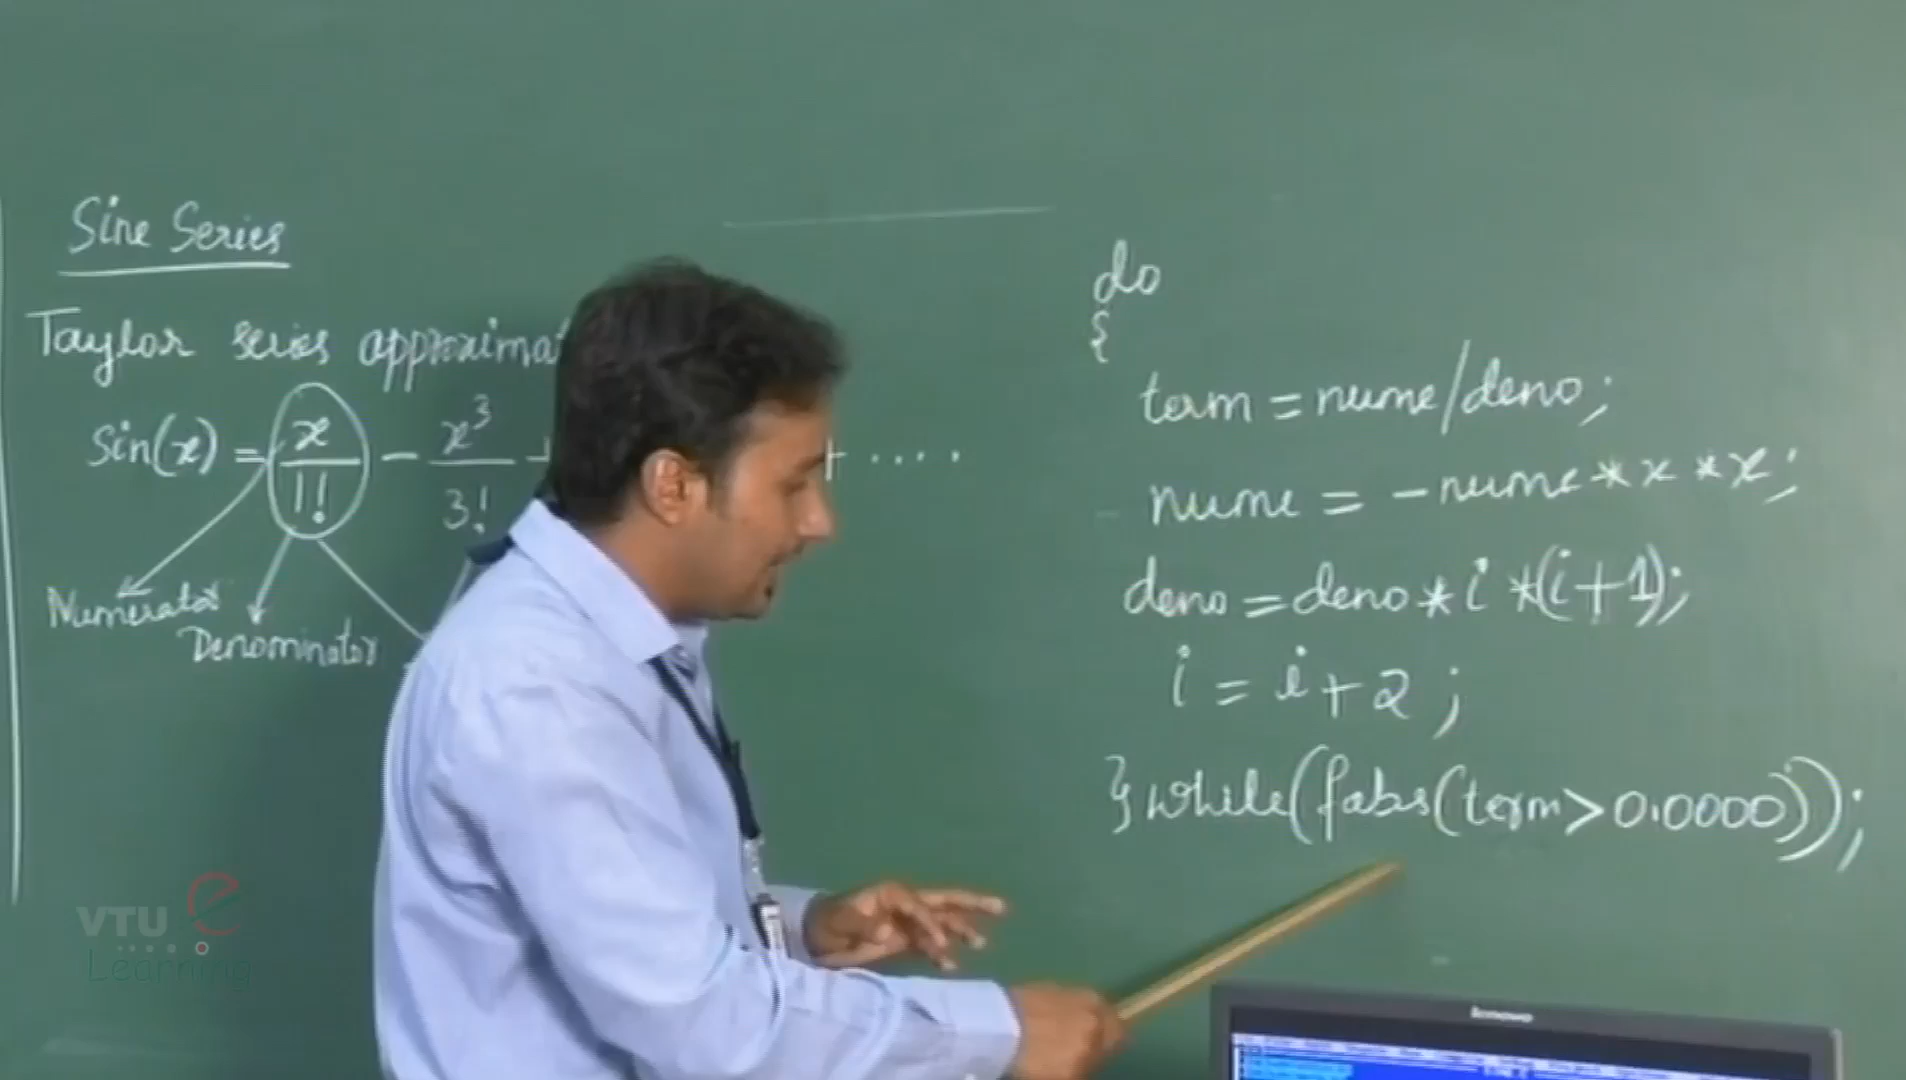 Sine Series
Taylor series approximat
Sin(x) = x/1! - x³/3! + + ....
Numerator
Denominator
do
{
term = nume/deno;
nume = -nume * x * x;
deno = deno * i * (i+1);
i = i + 2 ;
} while(fabs(term > 0.0000));
VTU e
Learning
lenovo